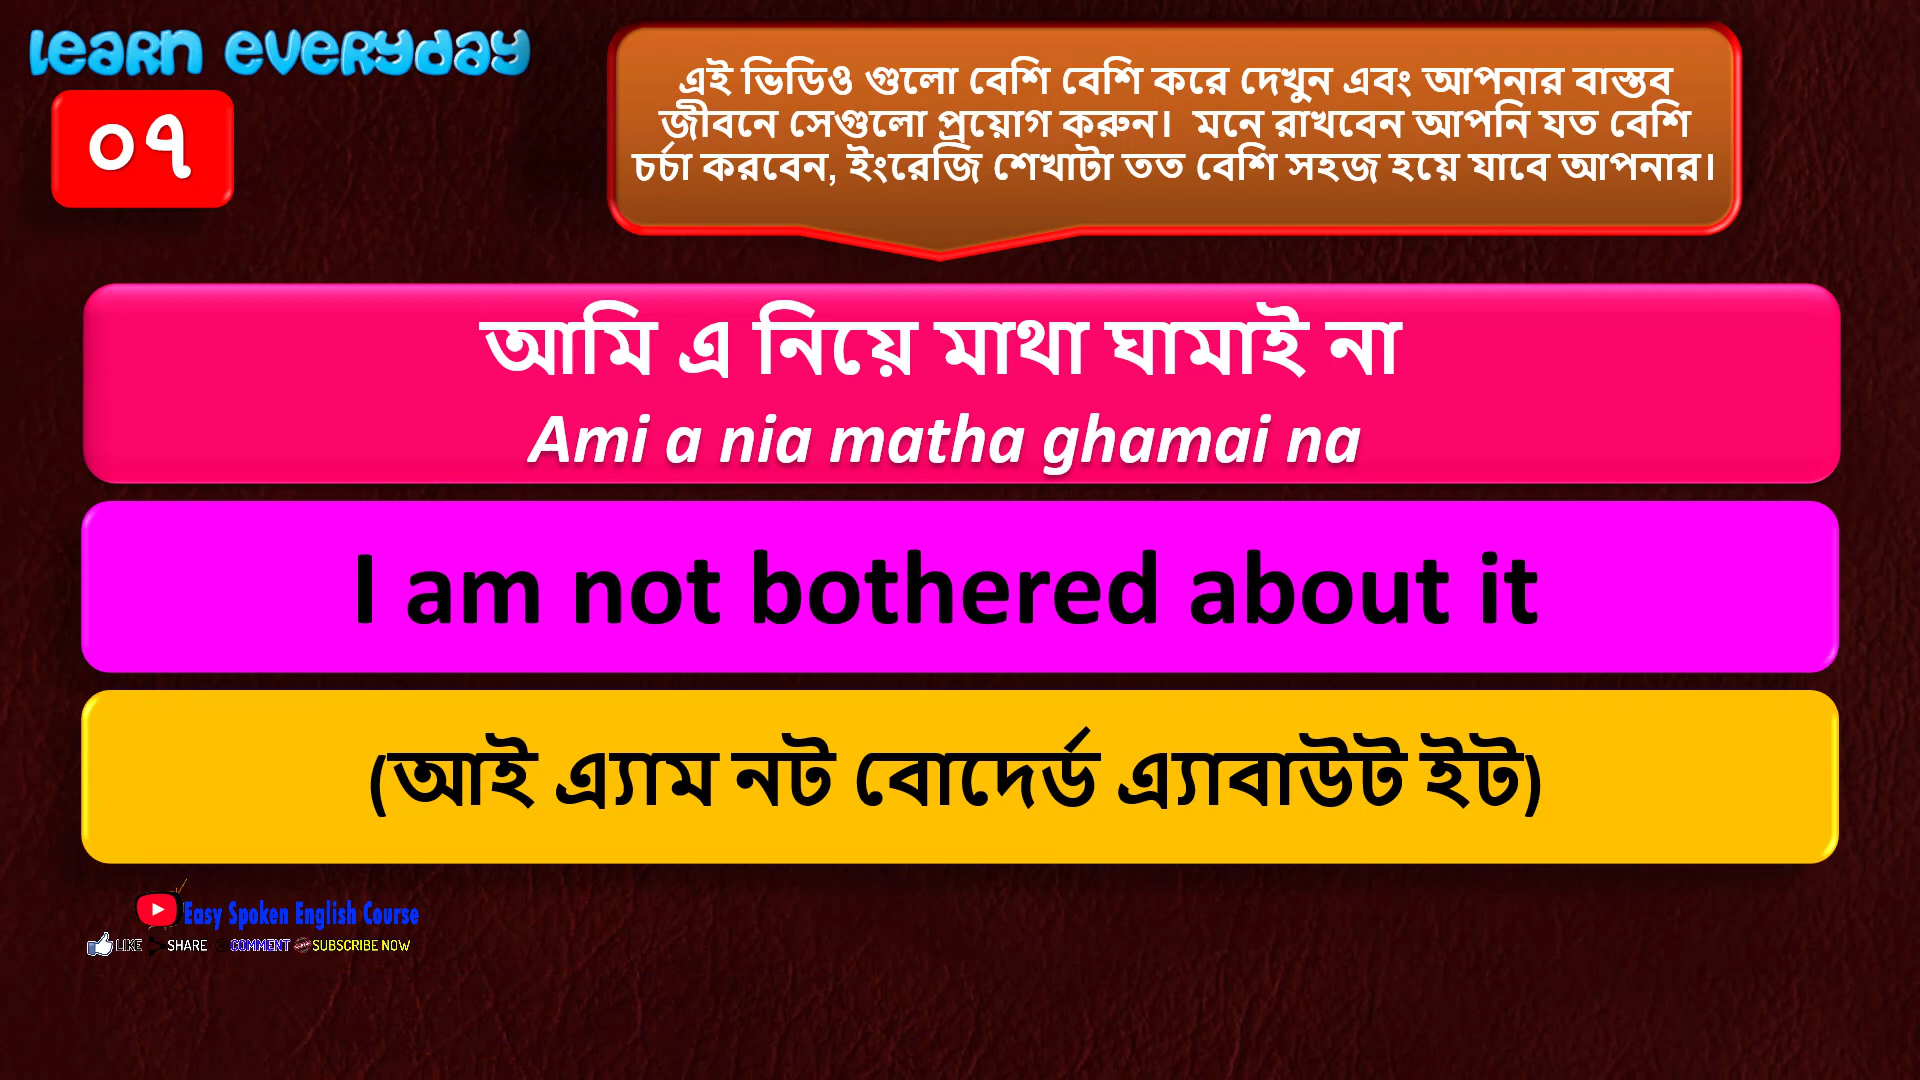 Learn Everyday
০৭
এই ভিডিও গুলো বেশি বেশি করে দেখুন এবং আপনার বাস্তব
জীবনে সেগুলো প্রয়োগ করুন। মনে রাখবেন আপনি যত বেশি
চর্চা করবেন, ইংরেজি শেখাটা তত বেশি সহজ হয়ে যাবে আপনার।
আমি এ নিয়ে মাথা ঘামাই না
Ami a nia matha ghamai na
I am not bothered about it
(আই এ্যাম নট বোদের্ড এ্যাবাউট ইট)
Easy Spoken English Course
LIKE SHARE COMMENT SUBSCRIBE NOW